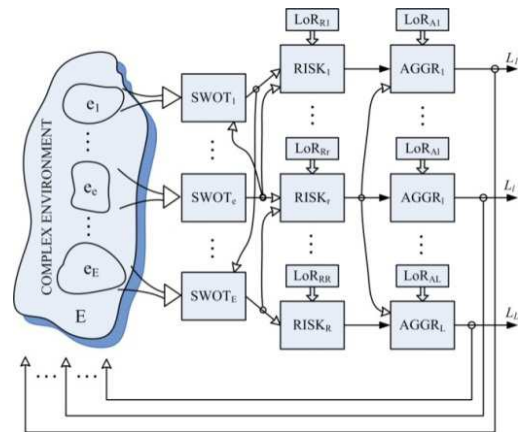 LoR_R1
LoR_A1
RISK_1
AGGR_1
L_1
COMPLEX ENVIRONMENT
e_1
SWOT_1
...
LoR_Rr
LoR_Al
e_e
SWOT_e
RISK_r
AGGR_l
L_l
...
LoR_RR
LoR_AL
e_E
SWOT_E
E
RISK_R
AGGR_L
L_L
... ...